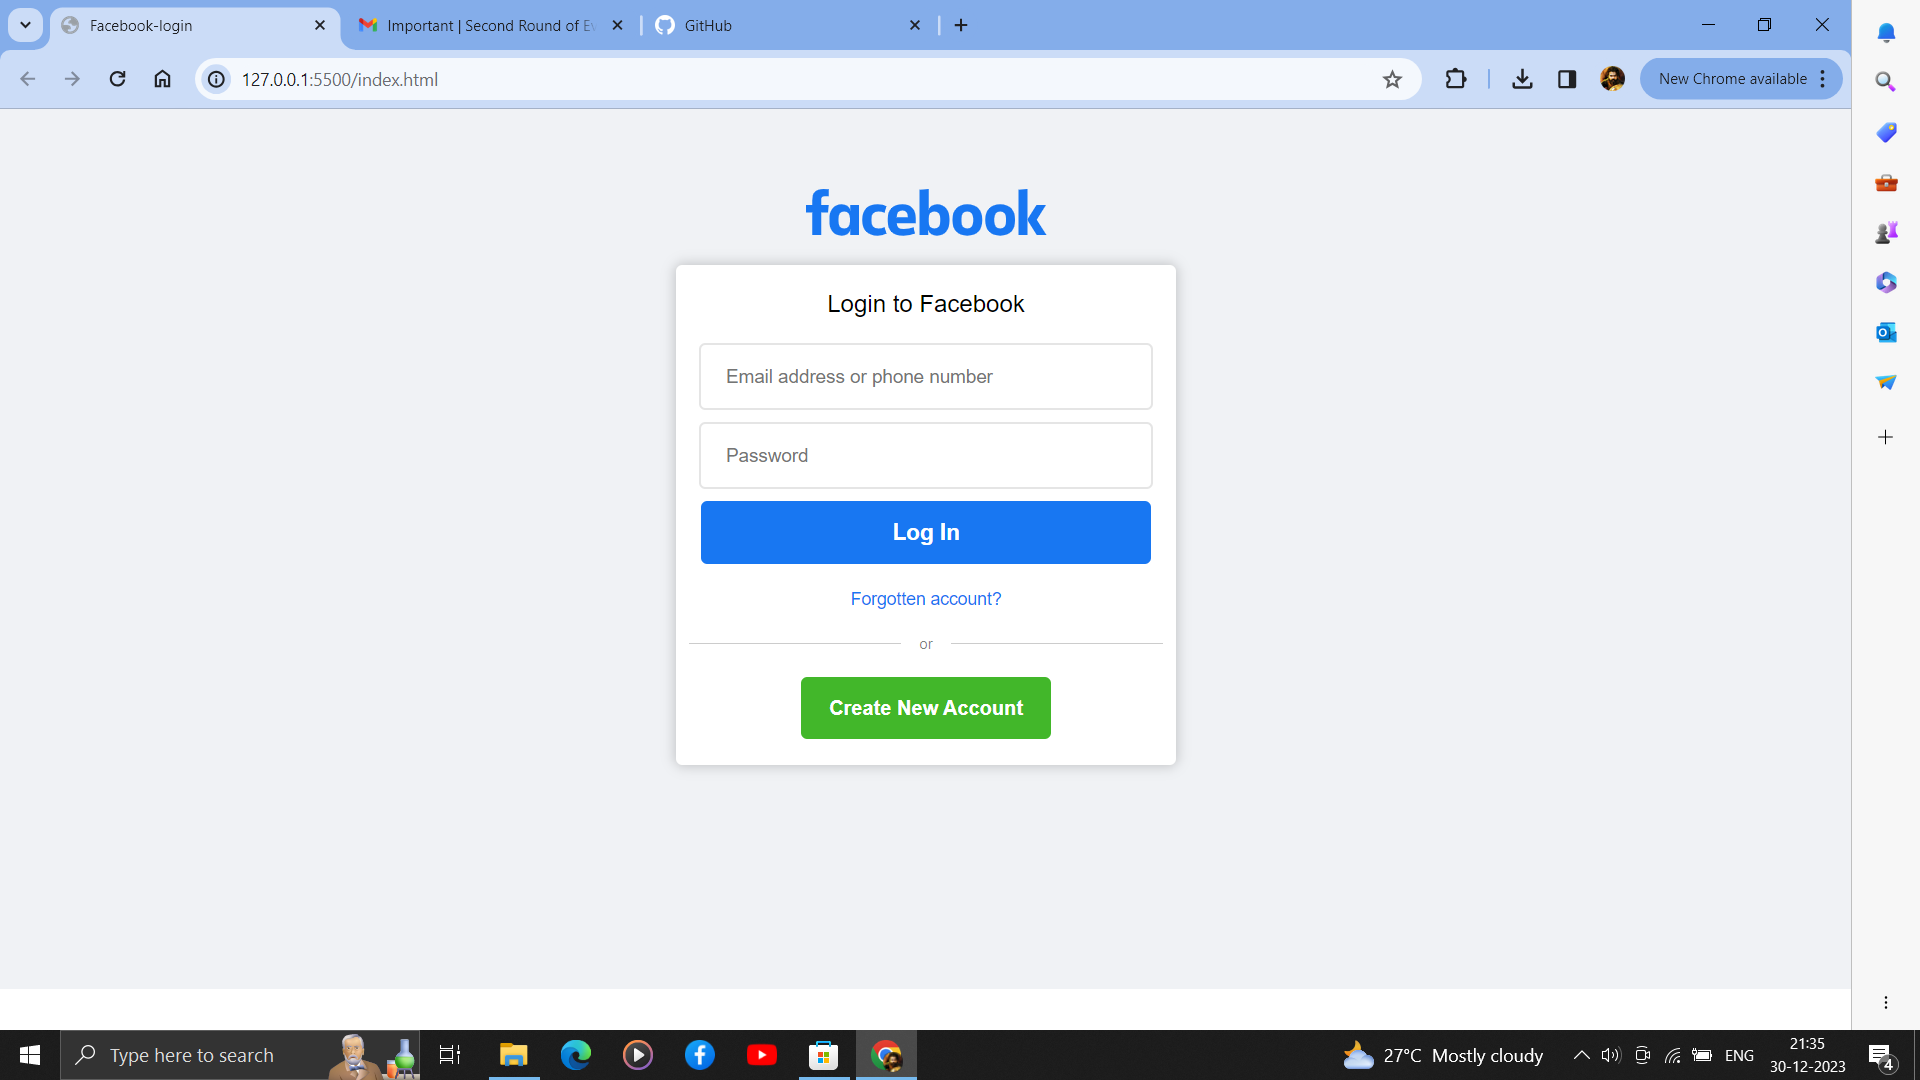 Facebook-login
Important | Second Round of Ev
GitHub
127.0.0.1:5500/index.html
New Chrome available
facebook
Login to Facebook
Email address or phone number
Password
Log In
Forgotten account?
or
Create New Account
Type here to search
27°C Mostly cloudy
ENG
21:35
30-12-2023
4